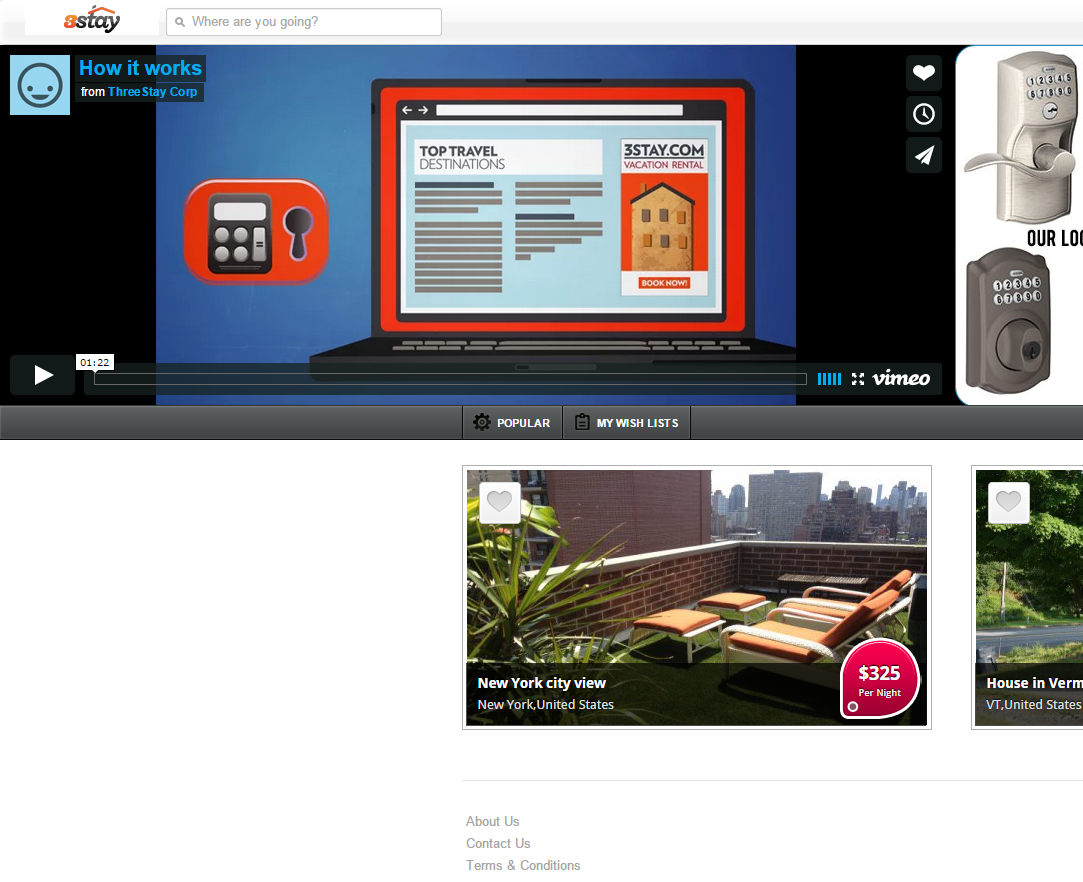 3stay
Where are you going?
How it works
from ThreeStay Corp
TOP TRAVEL
DESTINATIONS
3STAY.COM
VACATION RENTAL
BOOK NOW!
1 2 3 4 5
6 7 8 9 0
OUR LOC
1 2 3 4 5
6 7 8 9 0
01:22
vimeo
POPULAR
MY WISH LISTS
$325
Per Night
New York city view
New York,United States
House in Verm
VT,United States
About Us
Contact Us
Terms & Conditions